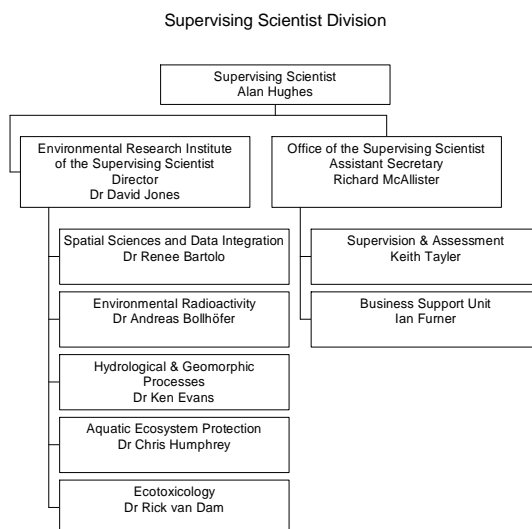 Supervising Scientist Division
Supervising Scientist
Alan Hughes
Environmental Research Institute
of the Supervising Scientist
Director
Dr David Jones
Office of the Supervising Scientist
Assistant Secretary
Richard McAllister
Spatial Sciences and Data Integration
Dr Renee Bartolo
Environmental Radioactivity
Dr Andreas Bollhöfer
Hydrological & Geomorphic
Processes
Dr Ken Evans
Aquatic Ecosystem Protection
Dr Chris Humphrey
Ecotoxicology
Dr Rick van Dam
Supervision & Assessment
Keith Tayler
Business Support Unit
Ian Furner